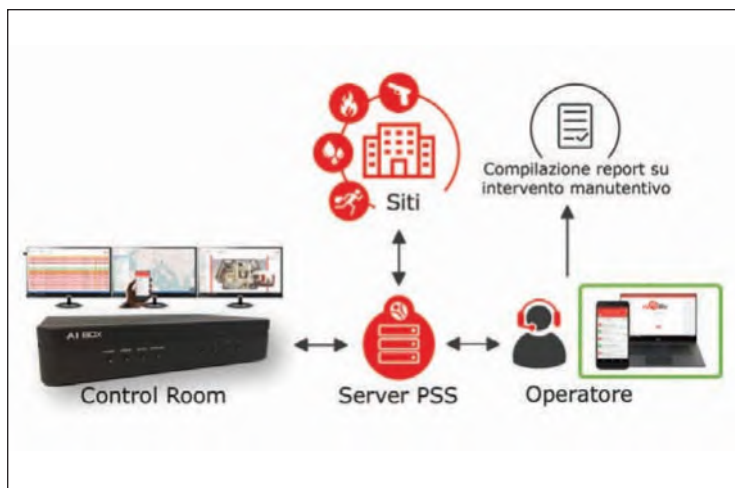 Compilazione report su
intervento manutentivo
Siti
AI BOX
Control Room
Server PSS
Operatore